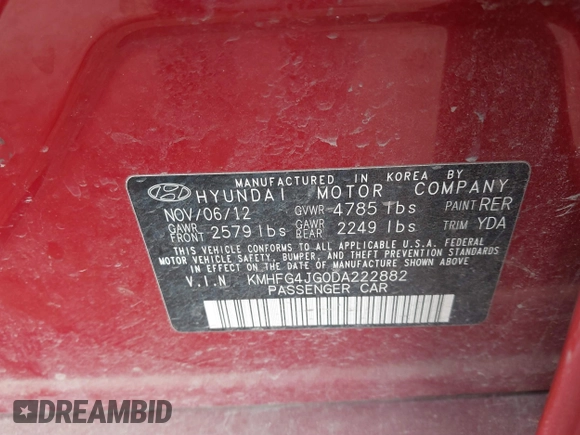 MANUFACTURED IN KOREA BY
HYUNDAI MOTOR COMPANY
NOV/06/12 GVWR 4785 lbs PAINT RER
GAWR FRONT 2579 lbs GAWR REAR 2249 lbs TRIM YDA
THIS VEHICLE CONFORMS TO ALL APPLICABLE U.S.A. FEDERAL
MOTOR VEHICLE SAFETY, BUMPER, AND THEFT PREVENTION STANDARDS
IN EFFECT ON THE DATE OF MANUFACTURE SHOWN ABOVE.
V.I.N KMHFG4JG0DA222882
PASSENGER CAR
DREAMBID